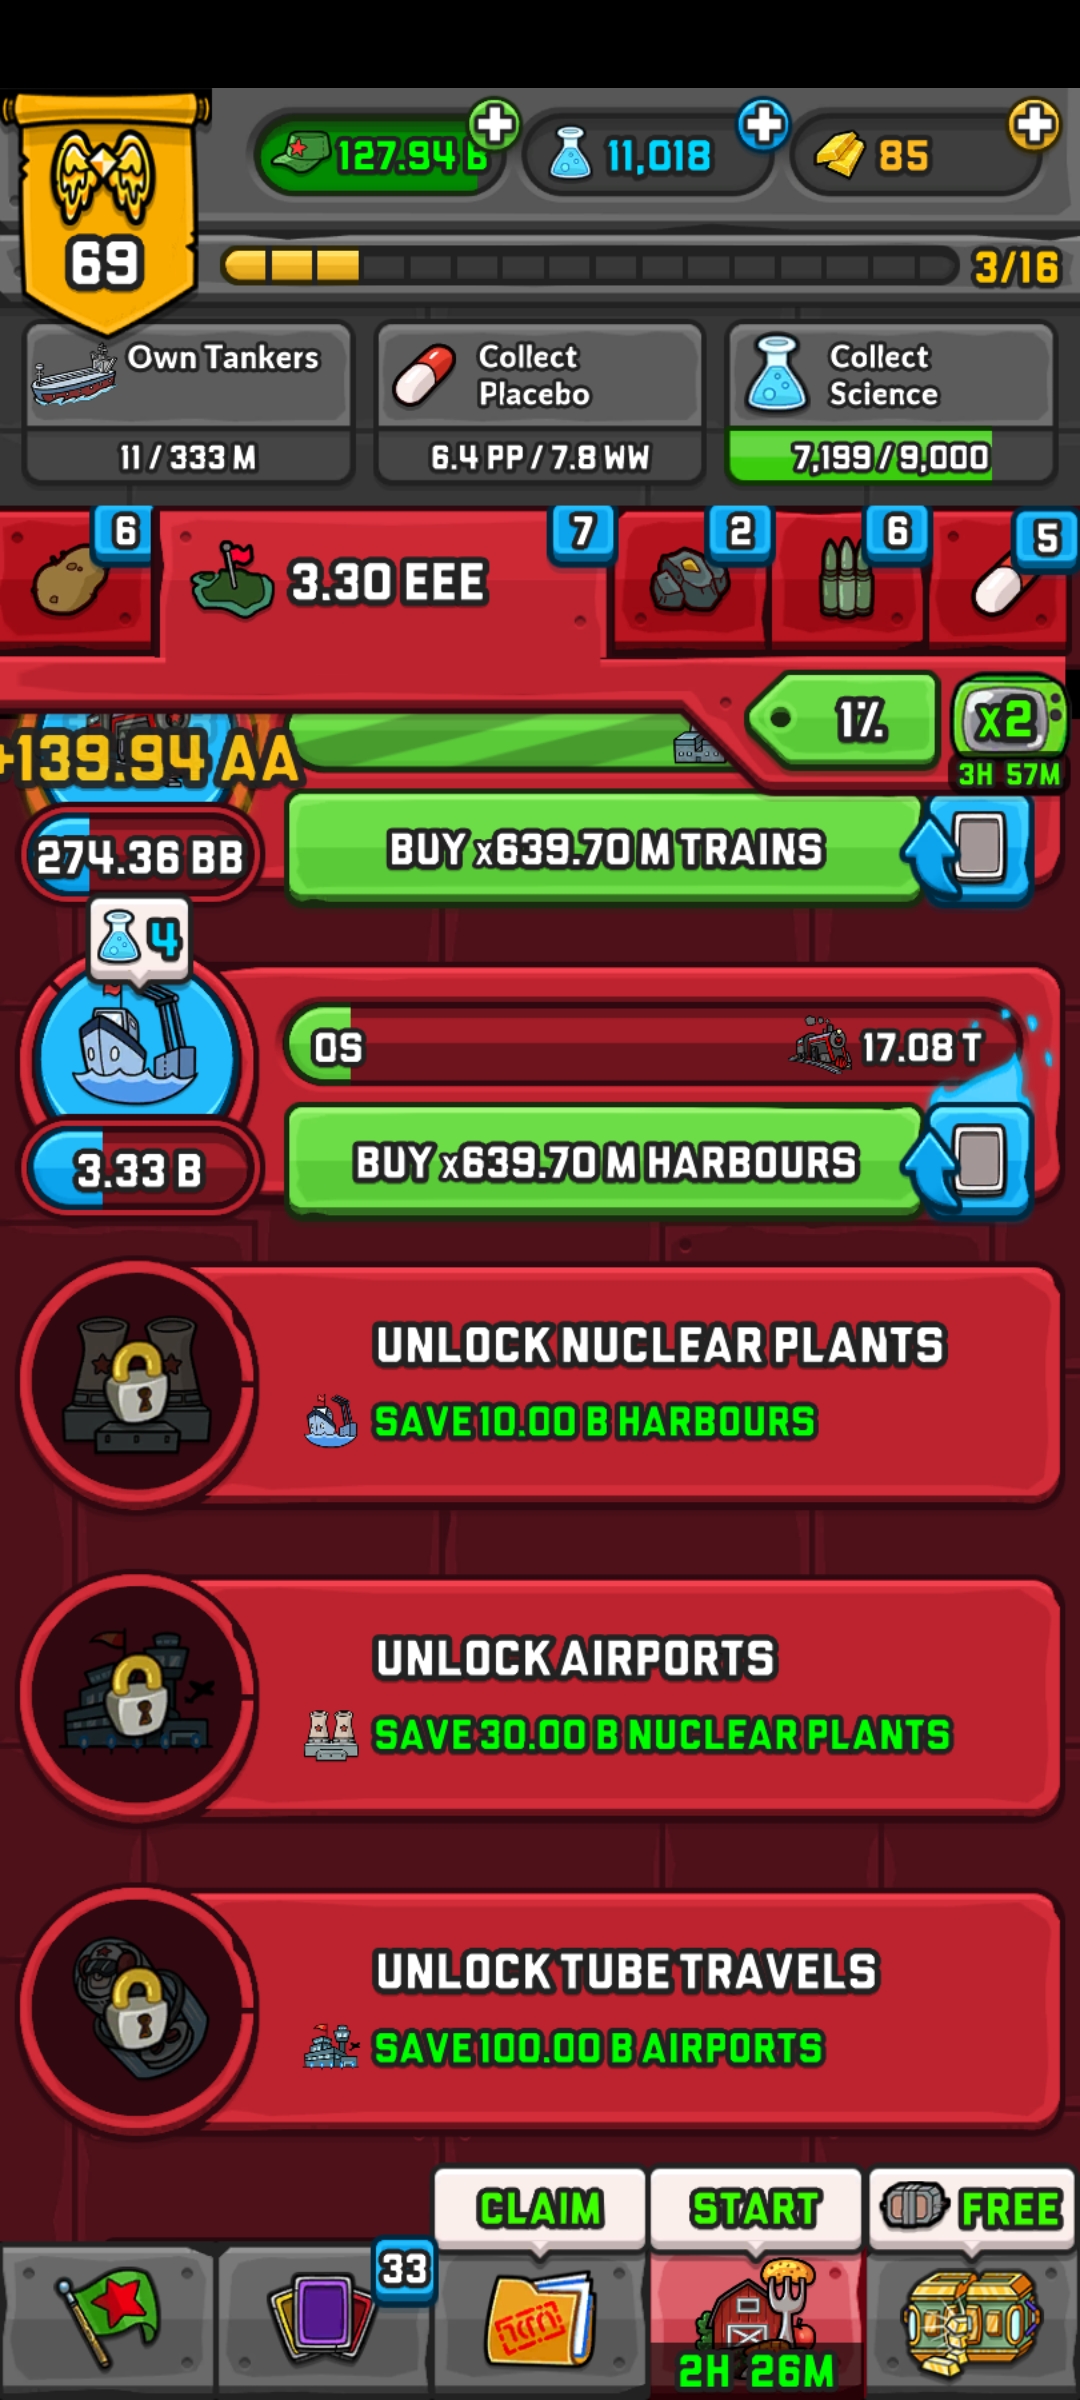 127.94 B
11,018
85
69
3/16
Own Tankers
11 / 333 M
Collect
Placebo
6.4 PP / 7.8 WW
Collect
Science
7,199 / 9,000
6
3.30 EEE
7
2
6
5
1%
x2
3H 57M
+139.94 AA
274.36 BB
BUY x639.70 M TRAINS
4
0S
17.08 T
3.33 B
BUY x639.70 M HARBOURS
UNLOCK NUCLEAR PLANTS
SAVE 10.00 B HARBOURS
UNLOCK AIRPORTS
SAVE 30.00 B NUCLEAR PLANTS
UNLOCK TUBE TRAVELS
SAVE 100.00 B AIRPORTS
CLAIM
START
FREE
33
2H 26M